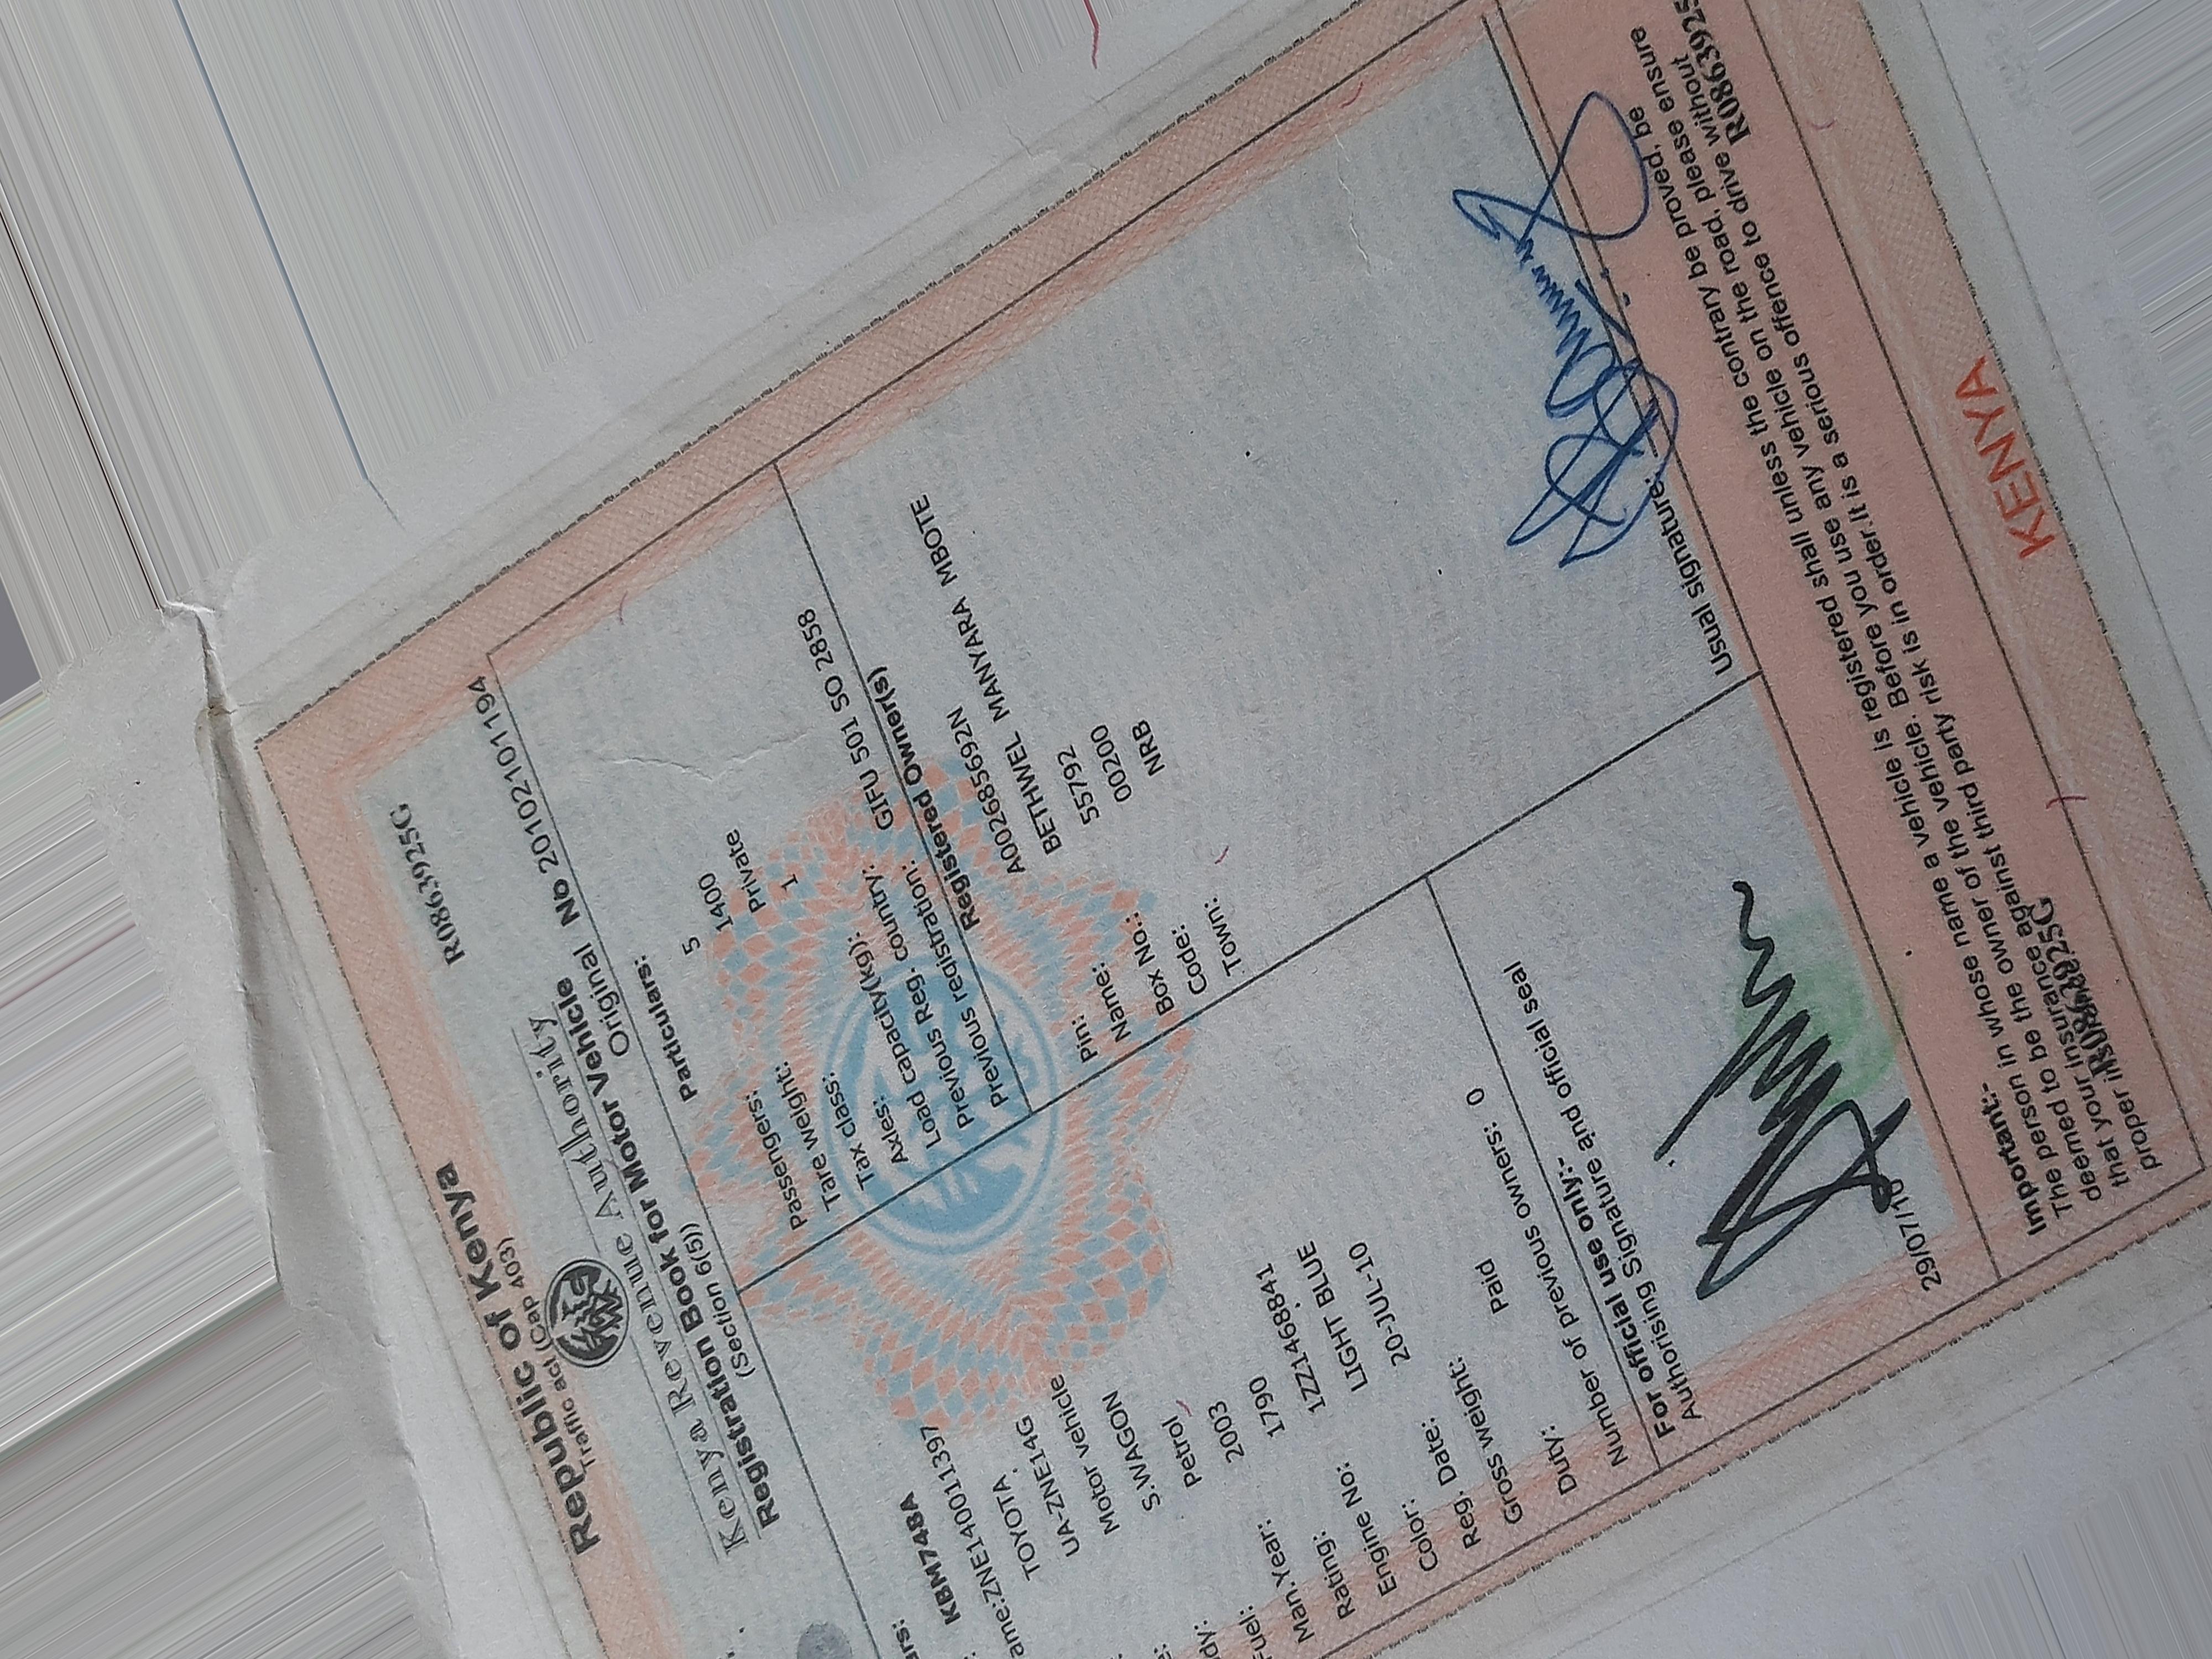 R0863925G
Republic of Kenya
Traffic act (Cap 403)
Kenya Revenue Authority
Registration Book for Motor Vehicle
(Section 6(5))
Original No 2010021011194
Particulars:
KBM748A
ame:ZNE140011397
TOYOTA
UA-ZNE14G
Motor vehicle
S.WAGON
Fuel: Petrol
Man.Year: 2003
Rating: 1790
Engine No: 1ZZ1468841
Color: LIGHT BLUE
Reg. Date: 20-JUL-10
Gross weight:
Duty: Paid
Number of previous owners: 0
Passengers: 5
Tare weight: 1400
Tax class: Private
Axles: 1
Load capacity(kg):
Previous Reg. country:
Previous registration: GIFU 501 SO 2858
Registered Owner(s)
Pin: A002685692N
Name: BETHWEL MANYARA MBOTE
Box No.: 55792
Code: 00200
Town: NRB
For official use only:-
Authorising Signature and official seal
29/07/10
Usual signature:
Important:-
The person in whose name a vehicle is registered shall unless the contrary be proved, be
deemed to be the owner of the vehicle. Before you use any vehicle on the road, please ensure
that your insurance against third party risk is in order.It is a serious offence to drive without
proper insurance.
R0863925G
R0863925
KENYA